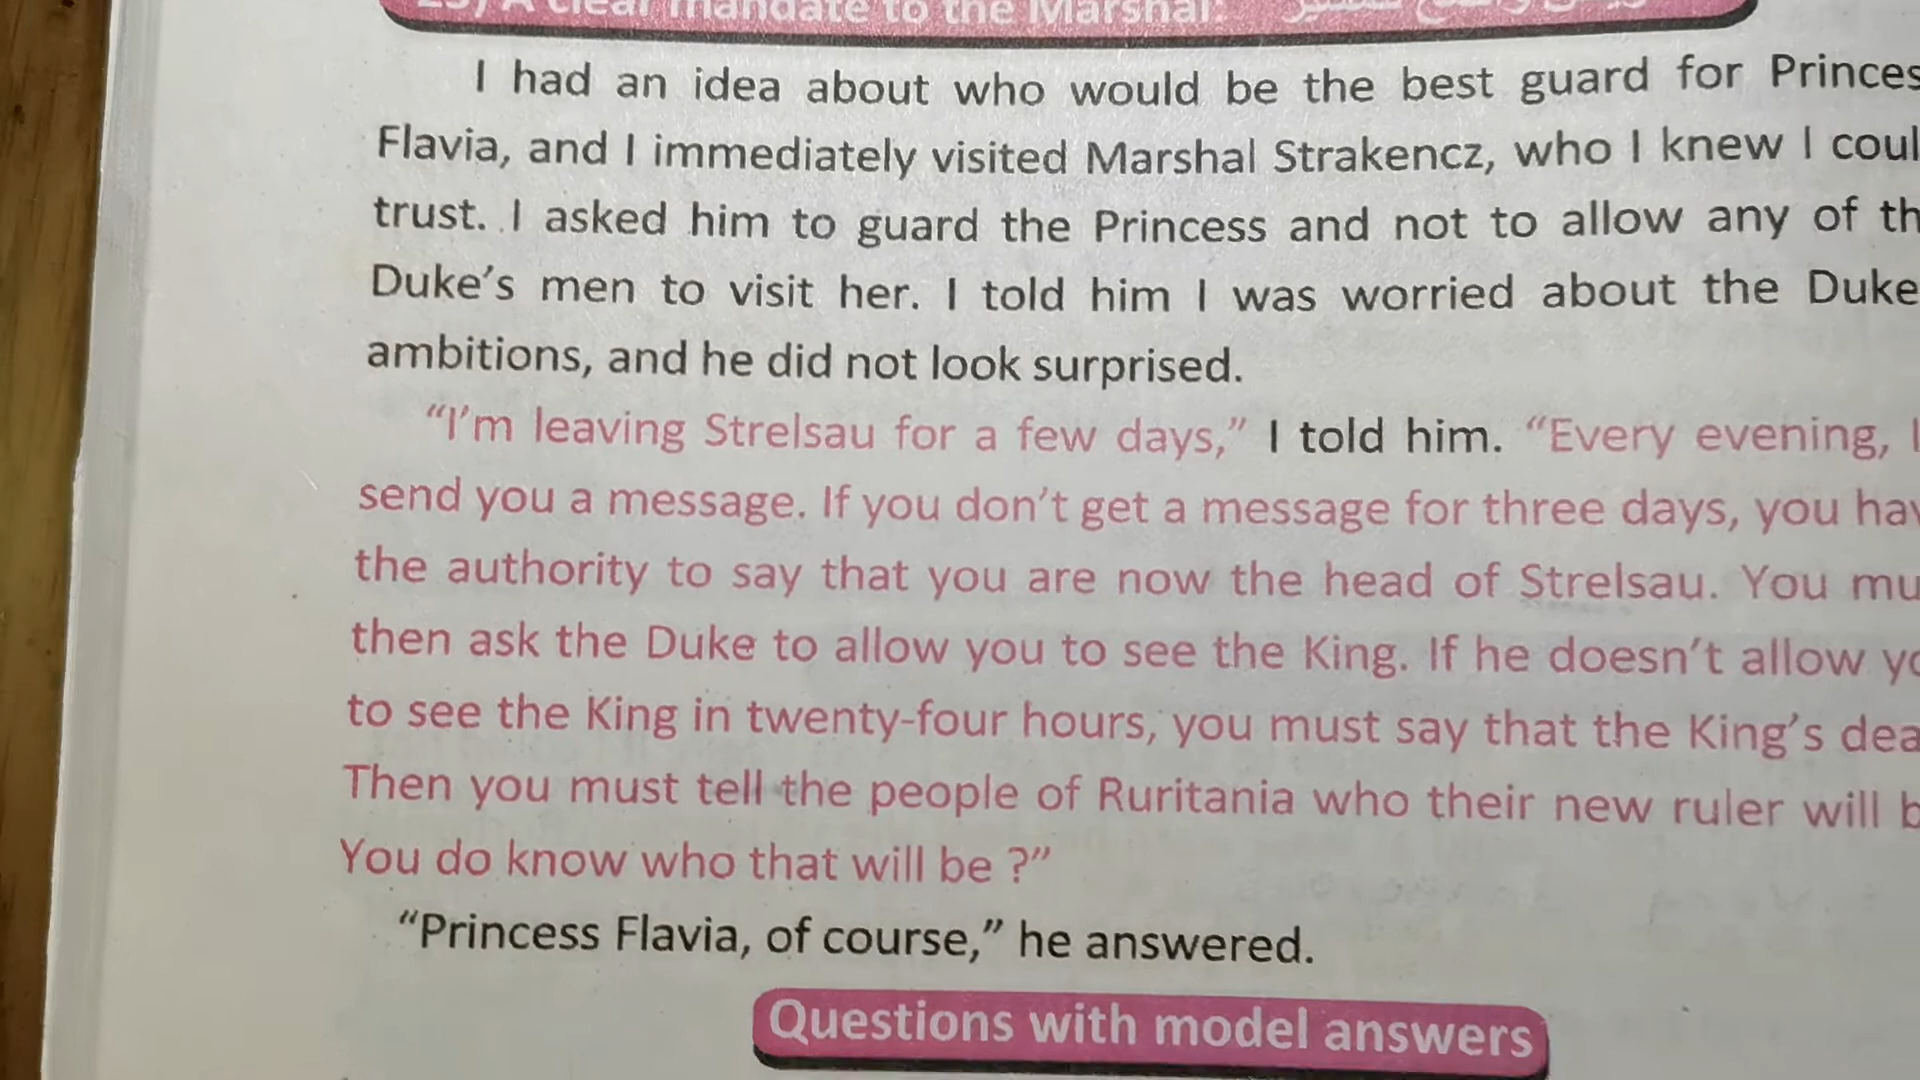 A clear mandate to the Marshal:
I had an idea about who would be the best guard for Princes
Flavia, and I immediately visited Marshal Strakencz, who I knew I coul
trust. I asked him to guard the Princess and not to allow any of th
Duke's men to visit her. I told him I was worried about the Duke
ambitions, and he did not look surprised.
“I'm leaving Strelsau for a few days,” I told him. “Every evening, I
send you a message. If you don't get a message for three days, you hav
the authority to say that you are now the head of Strelsau. You mu
then ask the Duke to allow you to see the King. If he doesn't allow yo
to see the King in twenty-four hours, you must say that the King's dea
Then you must tell the people of Ruritania who their new ruler will b
You do know who that will be ?”
“Princess Flavia, of course,” he answered.
Questions with model answers